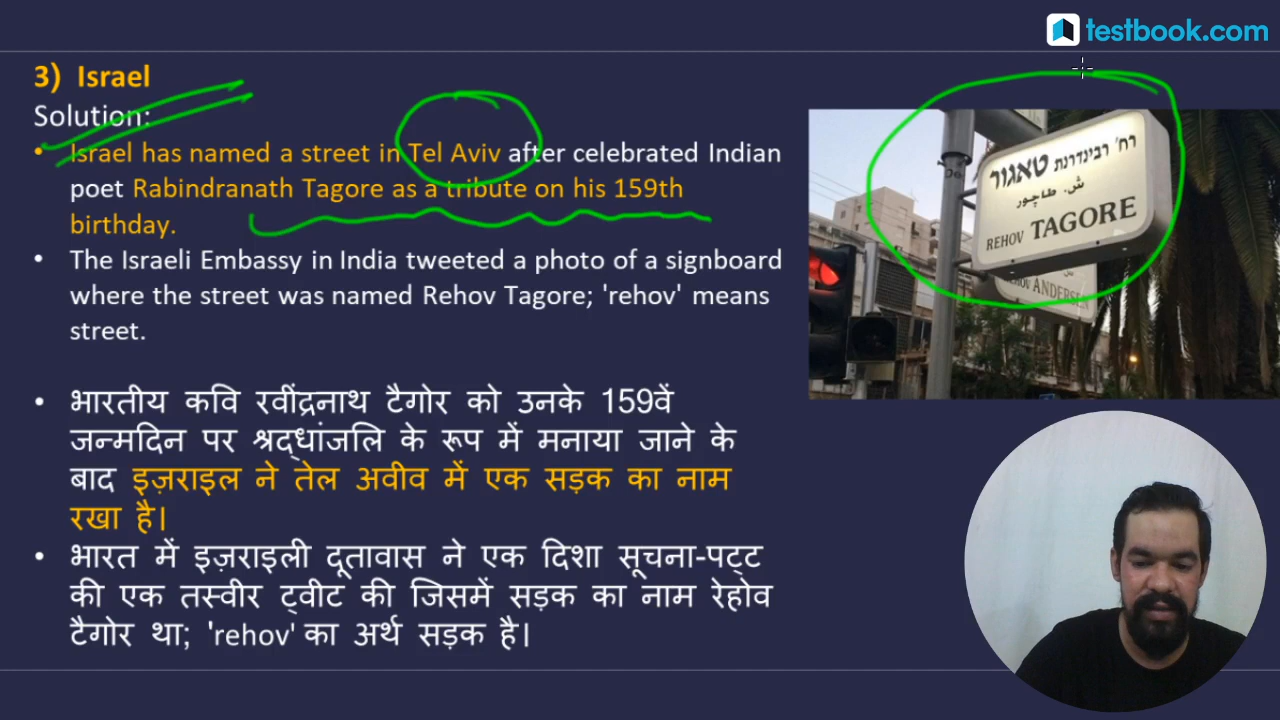 testbook.com
3) Israel
Solution:
• Israel has named a street in Tel Aviv after celebrated Indian
poet Rabindranath Tagore as a tribute on his 159th
birthday.
• The Israeli Embassy in India tweeted a photo of a signboard
where the street was named Rehov Tagore; 'rehov' means
street.
• भारतीय कवि रवींद्रनाथ टैगोर को उनके 159वें
जन्मदिन पर श्रद्धांजलि के रूप में मनाया जाने के
बाद इज़राइल ने तेल अवीव में एक सड़क का नाम
रखा है।
• भारत में इज़राइली दूतावास ने एक दिशा सूचना-पट्ट
की एक तस्वीर ट्वीट की जिसमें सड़क का नाम रेहोव
टैगोर था; 'rehov' का अर्थ सड़क है।
רח' רבינדרנת טאגור
ش. طاچور
REHOV TAGORE
ANDERSEN